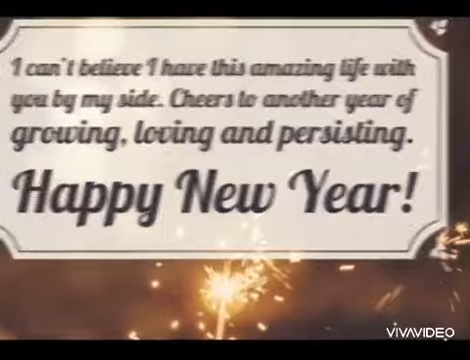 I can't believe I have this amazing life with
you by my side. Cheers to another year of
growing, loving and persisting.
Happy New Year!
VIVAVIDEO